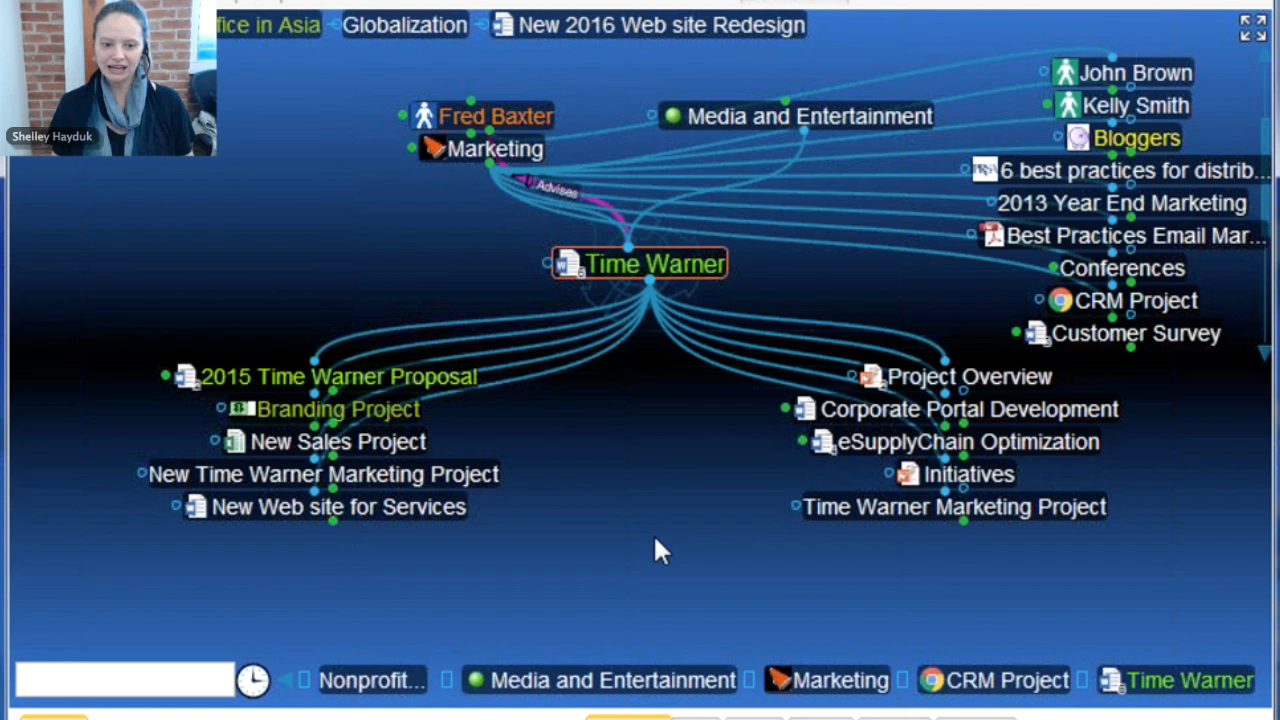 fice in Asia Globalization New 2016 Web site Redesign
Shelley Hayduk
Fred Baxter
Marketing
Media and Entertainment
John Brown
Kelly Smith
Bloggers
6 best practices for distrib...
2013 Year End Marketing
Best Practices Email Mar...
Conferences
CRM Project
Customer Survey
Advises
Time Warner
2015 Time Warner Proposal
Branding Project
New Sales Project
New Time Warner Marketing Project
New Web site for Services
Project Overview
Corporate Portal Development
eSupplyChain Optimization
Initiatives
Time Warner Marketing Project
Nonprofit... Media and Entertainment Marketing CRM Project Time Warner